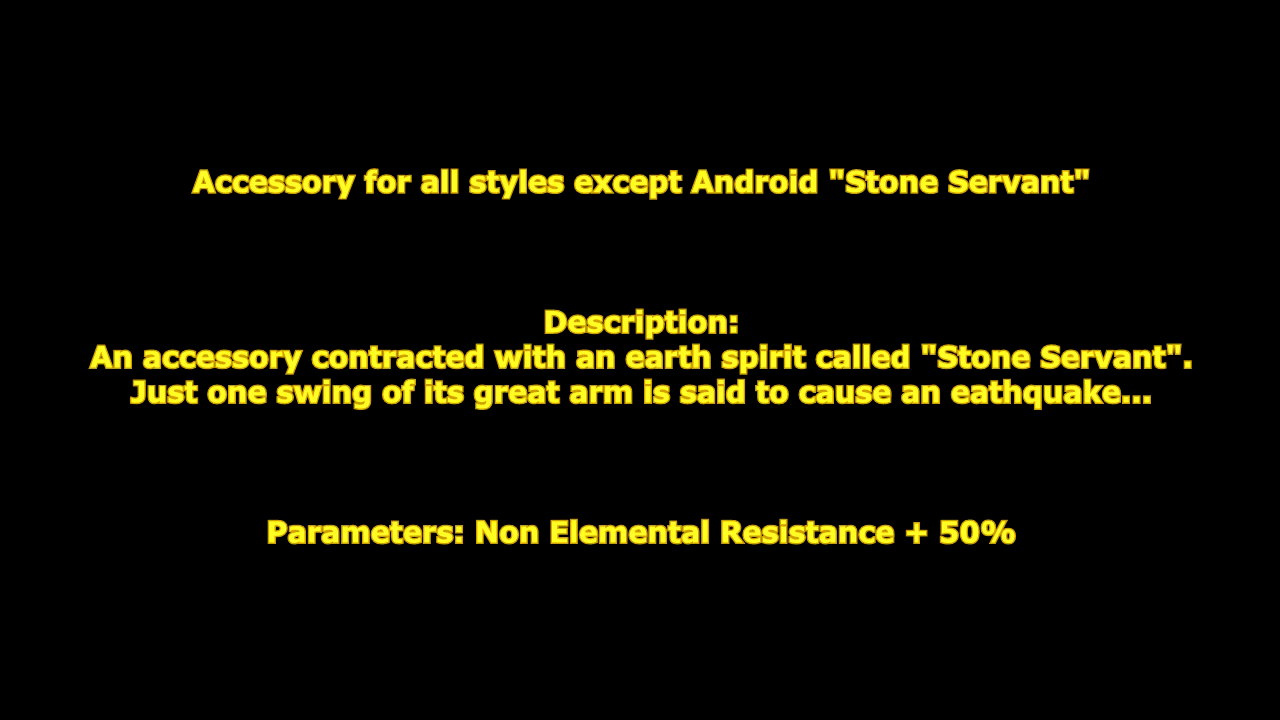 Accessory for all styles except Android "Stone Servant"
Description:
An accessory contracted with an earth spirit called "Stone Servant".
Just one swing of its great arm is said to cause an eathquake...
Parameters: Non Elemental Resistance + 50%